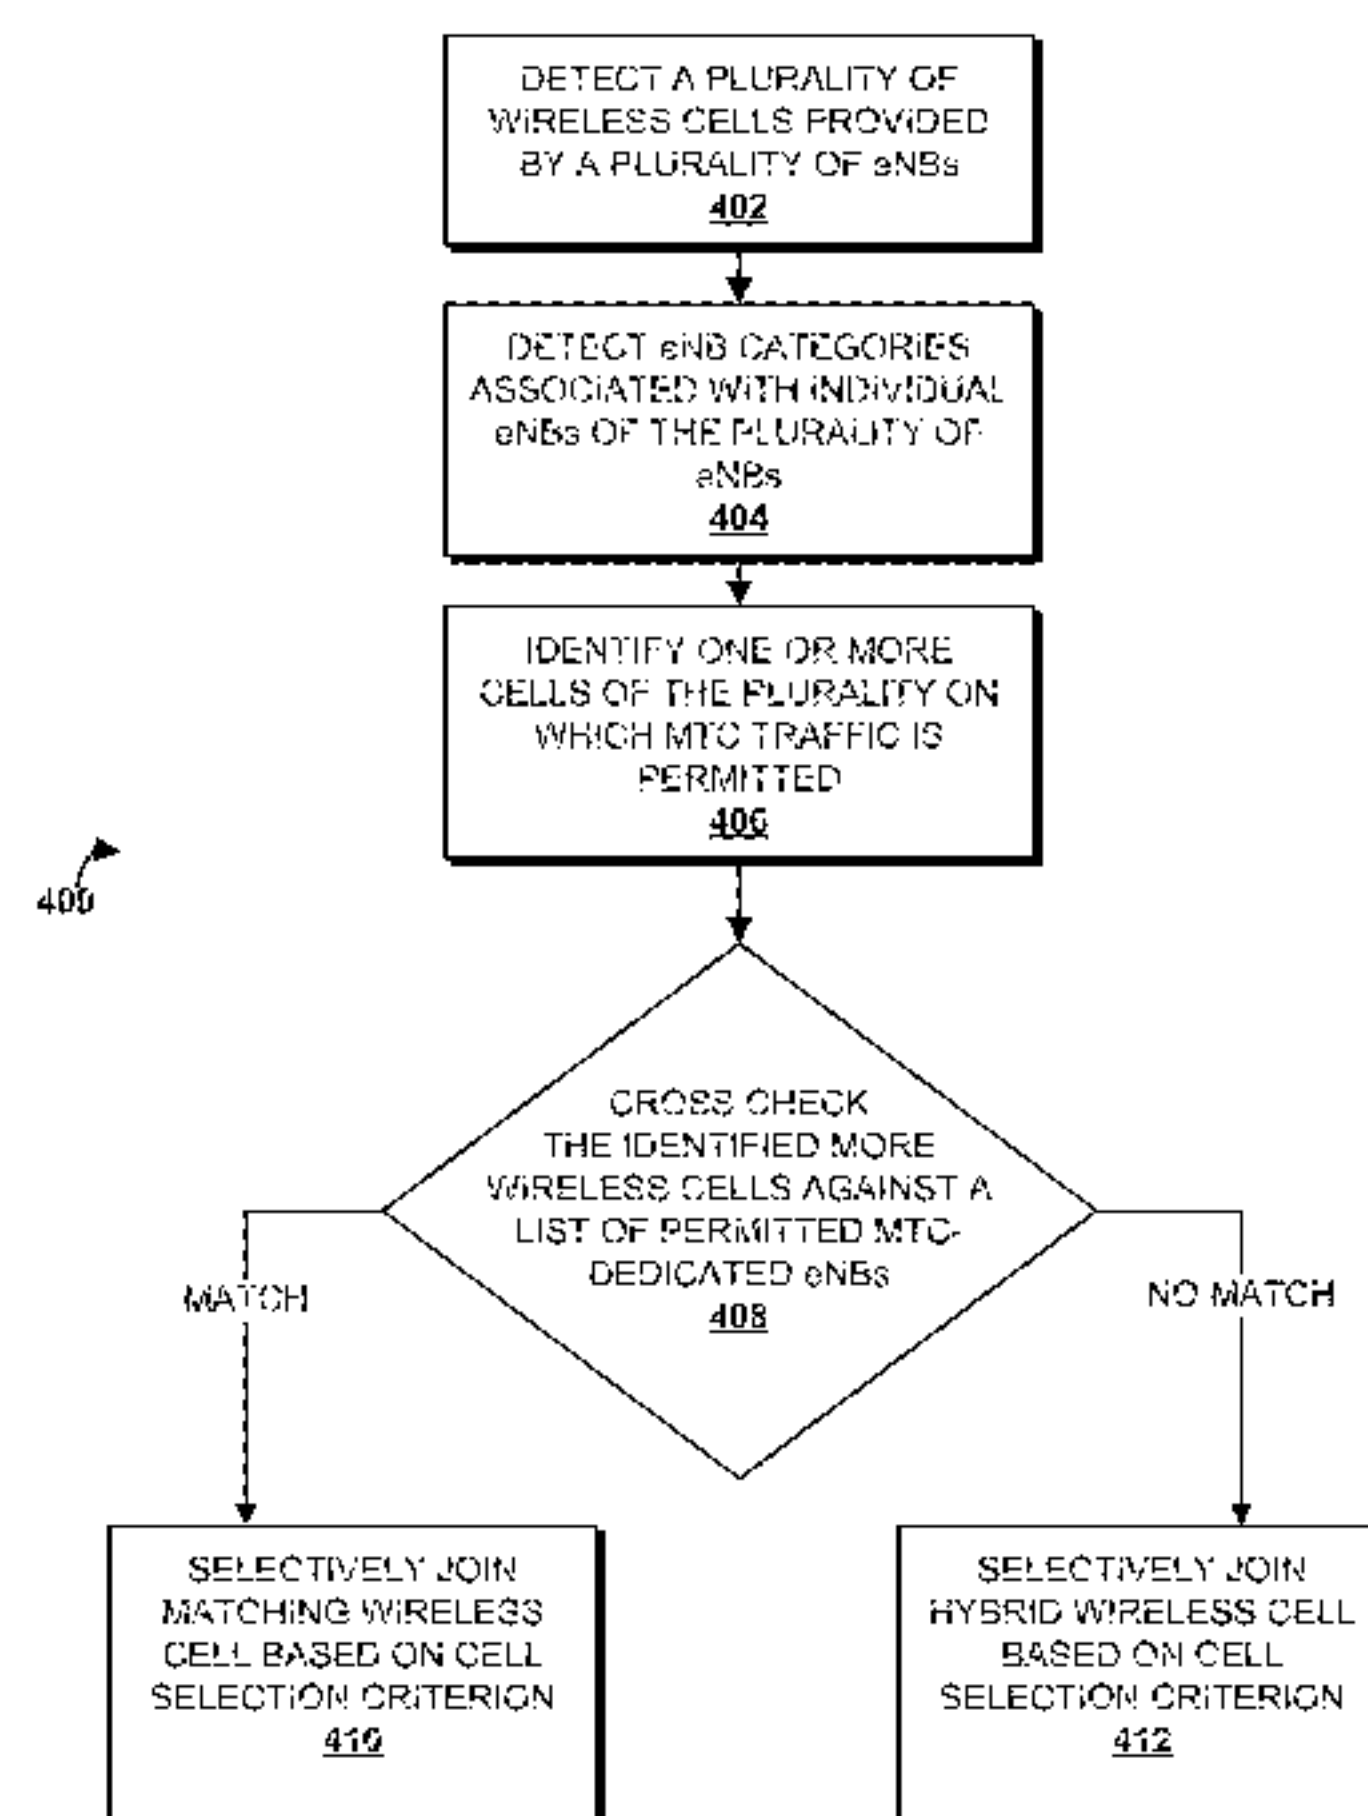 DETECT A PLURALITY OF
WIRELESS CELLS PROVIDED
BY A PLURALITY OF eNBs
402
DETECT eNB CATEGORIES
ASSOCIATED WITH INDIVIDUAL
eNBs OF THE PLURALITY OF
eNBs
404
IDENTIFY ONE OR MORE
CELLS OF THE PLURALITY ON
WHICH MTC TRAFFIC IS
PERMITTED
406
400
CROSS CHECK
THE IDENTIFIED MORE
WIRELESS CELLS AGAINST A
LIST OF PERMITTED MTC-
DEDICATED eNBs
408
MATCH
NO MATCH
SELECTIVELY JOIN
MATCHING WIRELESS
CELL BASED ON CELL
SELECTION CRITERION
410
SELECTIVELY JOIN
HYBRID WIRELESS CELL
BASED ON CELL
SELECTION CRITERION
412